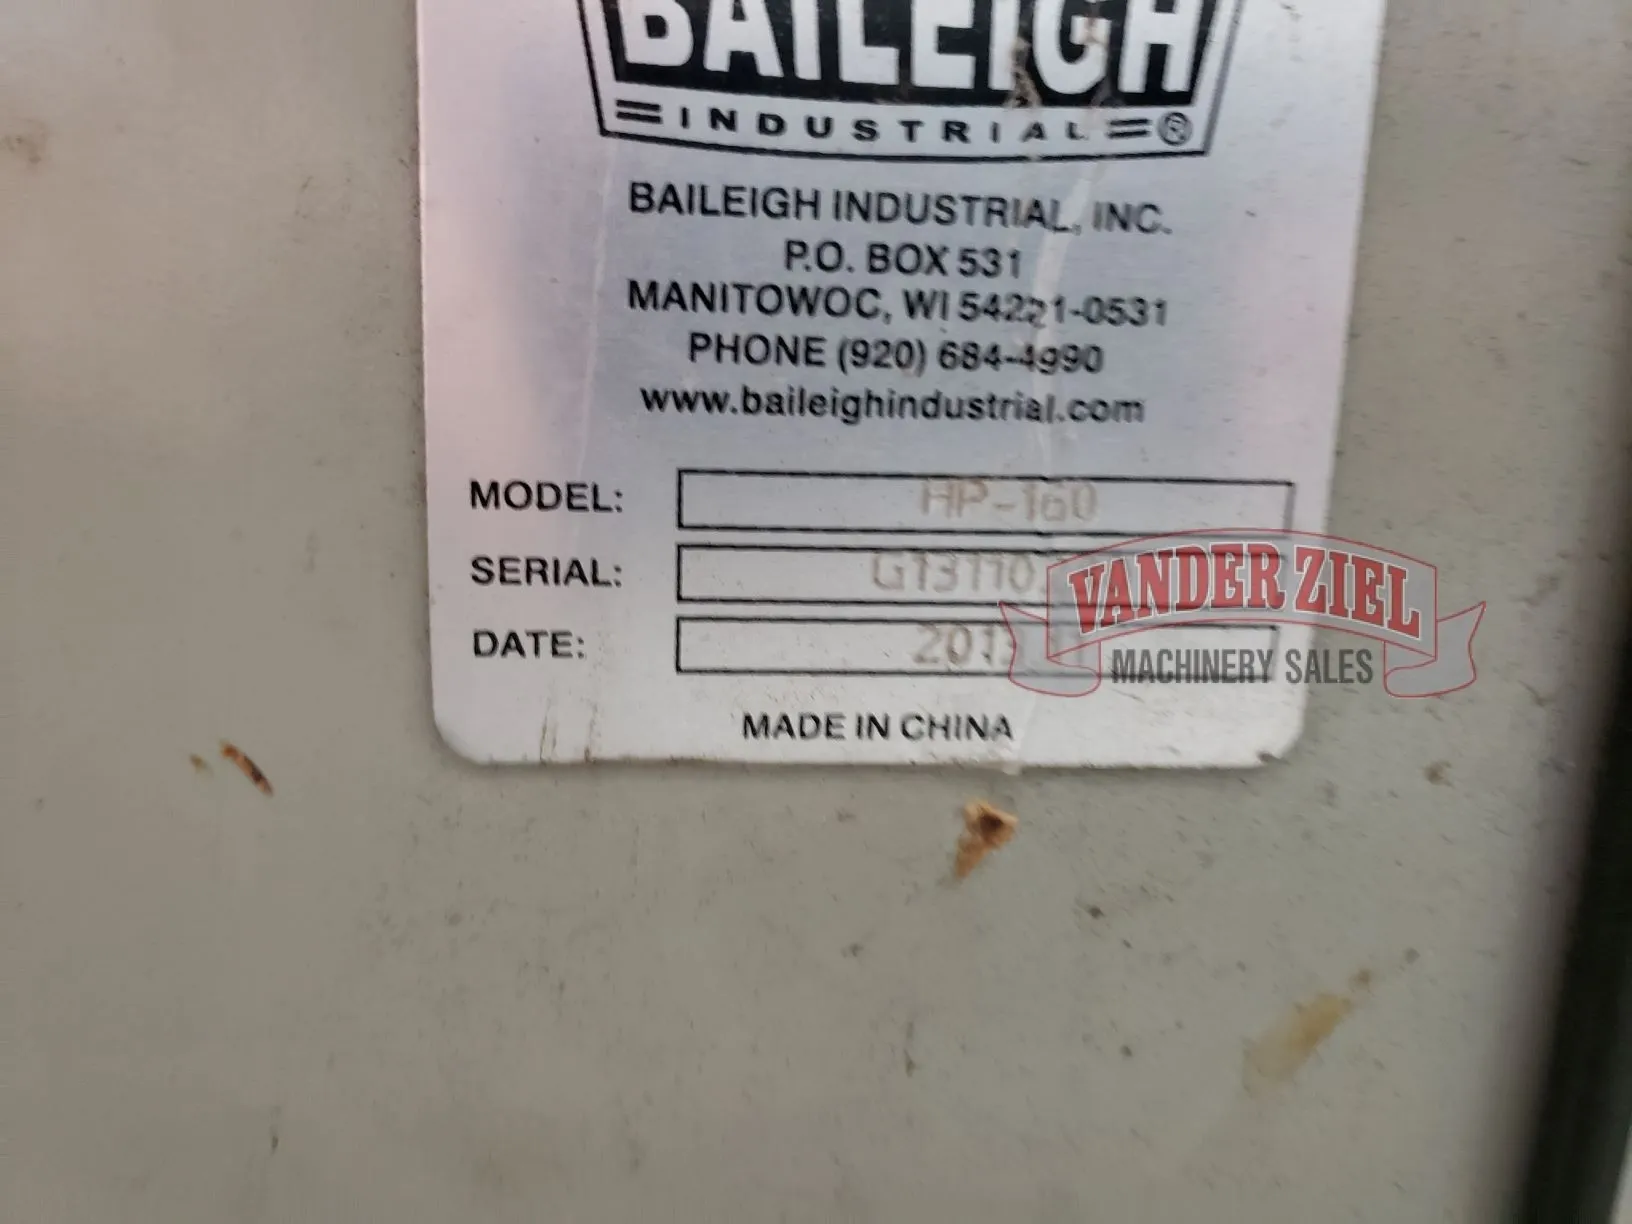 BAILEIGH
INDUSTRIAL ®
BAILEIGH INDUSTRIAL, INC.
P.O. BOX 531
MANITOWOC, WI 54221-0531
PHONE (920) 684-4990
www.baileighindustrial.com
MODEL: HP-160
SERIAL:
DATE:
VANDER ZIEL
MACHINERY SALES
MADE IN CHINA